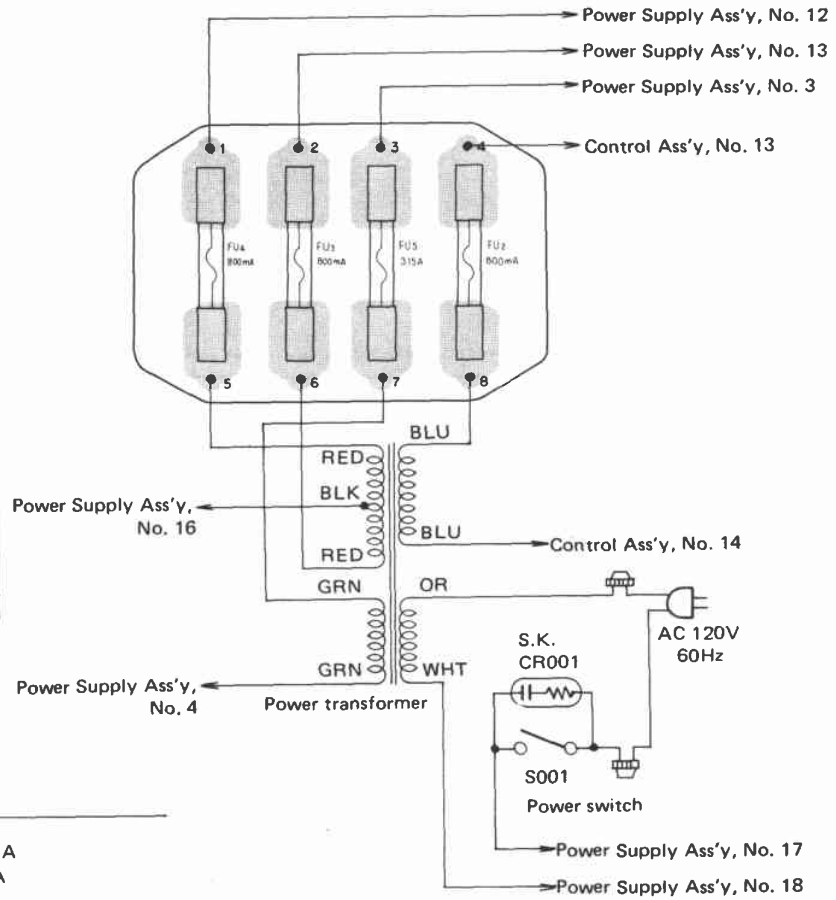 Power Supply Ass'y, No. 12
Power Supply Ass'y, No. 13
Power Supply Ass'y, No. 3
1
2
3
4
Control Ass'y, No. 13
FU4
800mA
FU3
800mA
FU5
3.15A
FU2
800mA
5
6
7
8
BLU
RED
BLK
Power Supply Ass'y,
No. 16
BLU
Control Ass'y, No. 14
RED
GRN
OR
AC 120V
60Hz
S.K.
CR001
GRN
WHT
Power Supply Ass'y,
No. 4
Power transformer
S001
Power switch
A
A
Power Supply Ass'y, No. 17
Power Supply Ass'y, No. 18